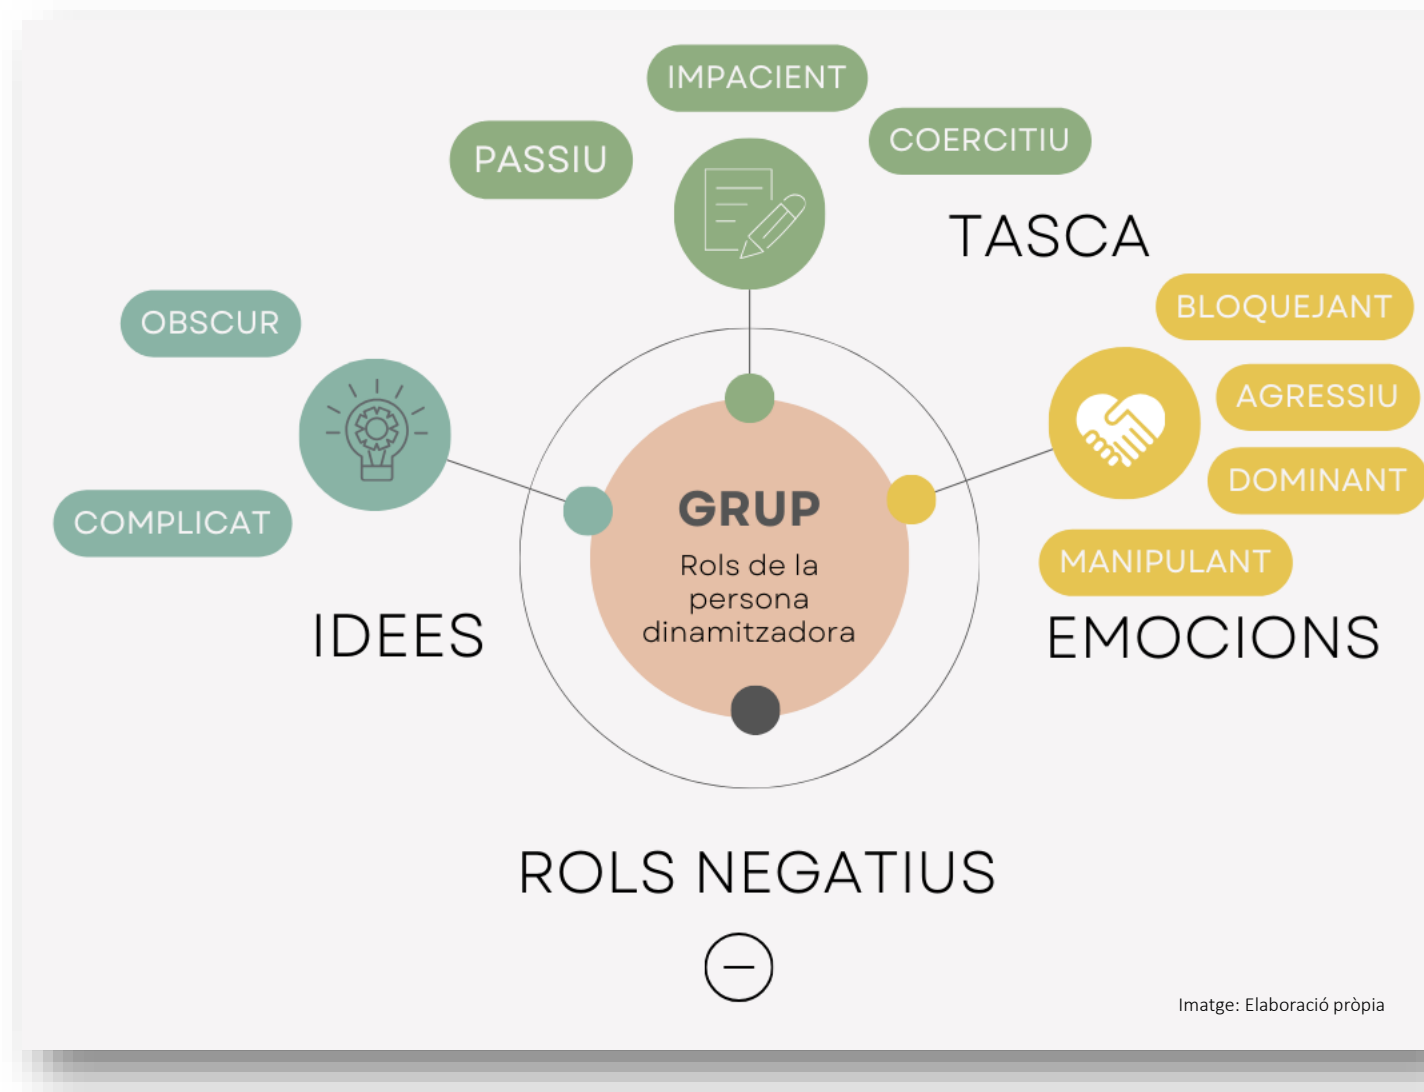 IMPACIENT
PASSIU
COERCITIU
TASCA
OBSCUR
COMPLICAT
IDEES
BLOQUEJANT
AGRESSIU
DOMINANT
MANIPULANT
EMOCIONS
GRUP
Rols de la
persona
dinamitzadora
ROLS NEGATIUS
Imatge: Elaboració pròpia